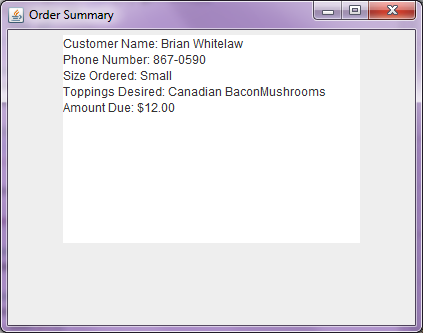 Order Summary
Customer Name: Brian Whitelaw
Phone Number: 867-0590
Size Ordered: Small
Toppings Desired: Canadian BaconMushrooms
Amount Due: $12.00